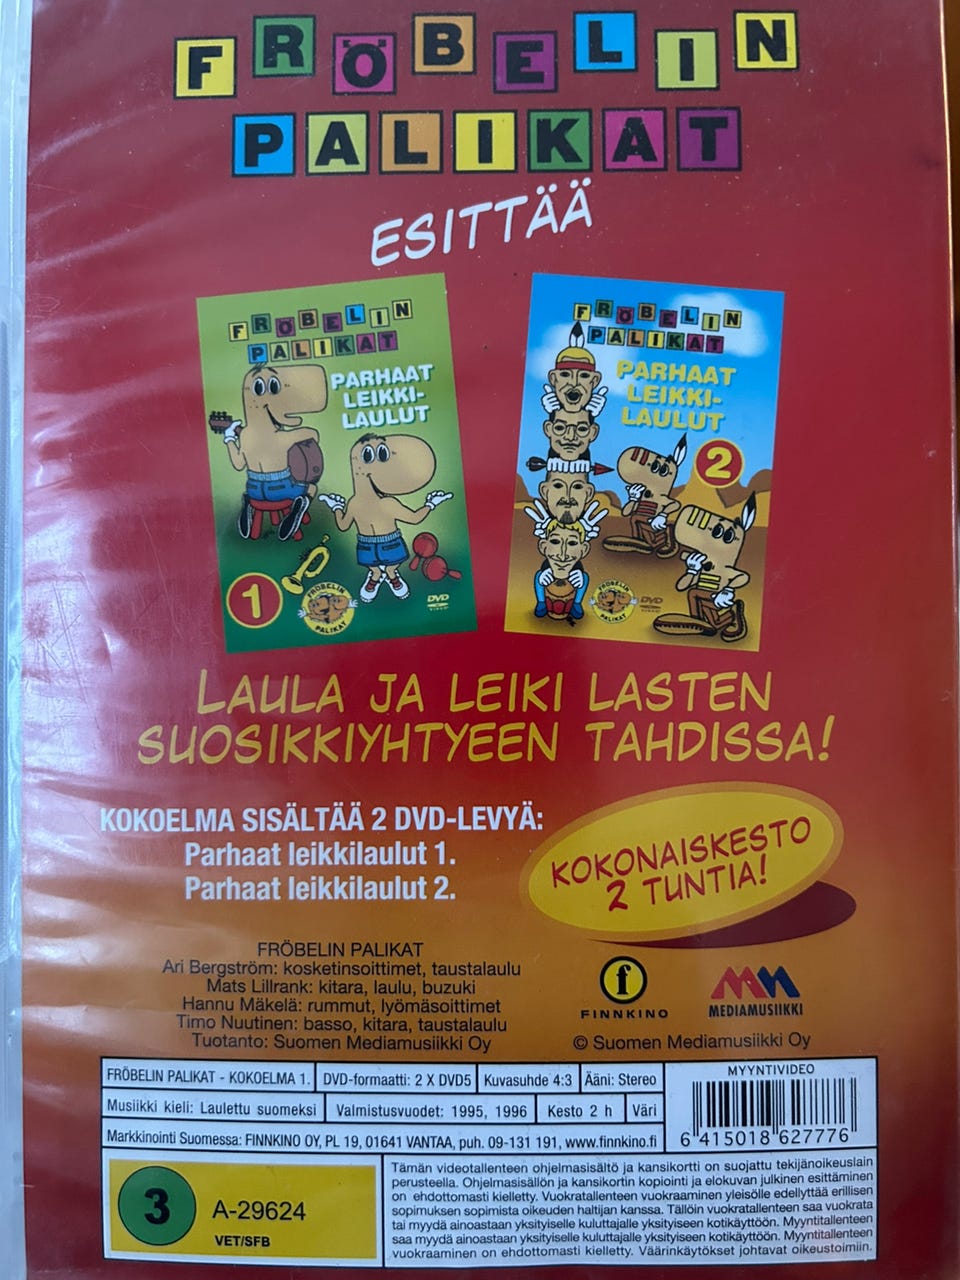 FRÖBELIN
PALIKAT
ESITTÄÄ
FRÖBELIN
PALIKAT
PARHAAT
LEIKKI-
LAULUT
1
FRÖBELIN
PALIKAT
DVD
VIDEO
FRÖBELIN
PALIKAT
PARHAAT
LEIKKI-
LAULUT
2
FRÖBELIN
PALIKAT
DVD
VIDEO
LAULA JA LEIKI LASTEN
SUOSIKKIYHTYEEN TAHDISSA!
KOKOELMA SISÄLTÄÄ 2 DVD-LEVYÄ:
Parhaat leikkilaulut 1.
Parhaat leikkilaulut 2.
KOKONAISKESTO
2 TUNTIA!
FRÖBELIN PALIKAT
Ari Bergström: kosketinsoittimet, taustalaulu
Mats Lillrank: kitara, laulu, buzuki
Hannu Mäkelä: rummut, lyömäsoittimet
Timo Nuutinen: basso, kitara, taustalaulu
Tuotanto: Suomen Mediamusiikki Oy
f
FINNKINO
MEDIAMUSIIKKI
© Suomen Mediamusiikki Oy
FRÖBELIN PALIKAT - KOKOELMA 1. DVD-formaatti: 2 X DVD5 Kuvasuhde 4:3 Ääni: Stereo
Musiikki kieli: Laulettu suomeksi Valmistusvuodet: 1995, 1996 Kesto 2 h Väri
Markkinointi Suomessa: FINNKINO OY, PL 19, 01641 VANTAA, puh. 09-131 191, www.finnkino.fi
MYYNTIVIDEO
6 415018 627776
3
A-29624
VET/SFB
Tämän videotallenteen ohjelmasisältö ja kansikortti on suojattu tekijänoikeuslain
perusteella. Ohjelmasisällön ja kansikortin kopiointi ja elokuvan julkinen esittäminen
on ehdottomasti kielletty. Vuokratallenteen vuokraaminen yleisölle edellyttää erillisen
sopimuksen sopimista oikeuden haltijan kanssa. Tällöin vuokratallenteen saa vuokrata
tai myydä ainoastaan yksityiselle kuluttajalle yksityiseen kotikäyttöön. Myyntitallenteen
saa myydä ainoastaan yksityiselle kuluttajalle yksityiseen kotikäyttöön. Myyntitallenteen
vuokraaminen on ehdottomasti kielletty. Väärinkäytökset johtavat oikeustoimiin.